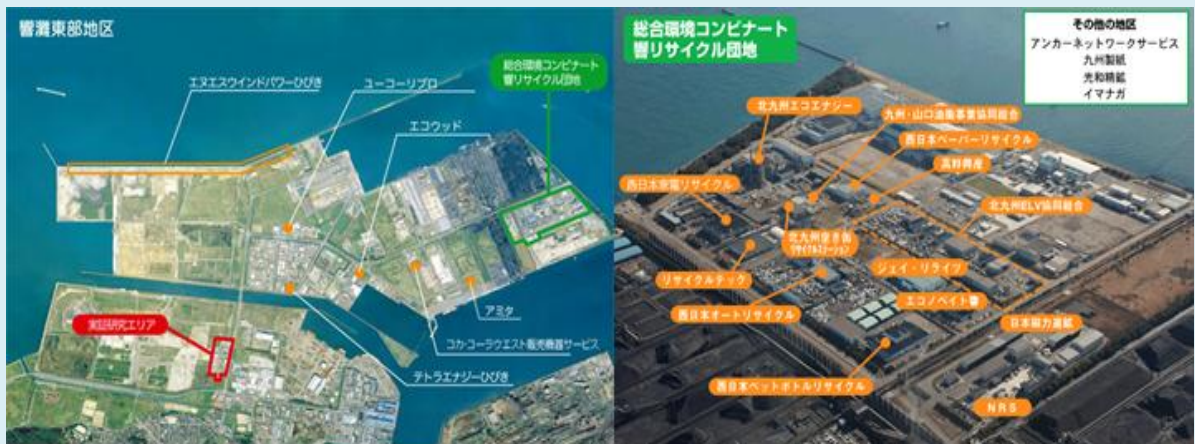 響灘東部地区
エヌエスウインドパワーひびき
ユーコーリプロ
エコウッド
総合環境コンビナート
響リサイクル団地
実証研究エリア
アミタ
コカ・コーラウエスト販売機器サービス
テトラエナジーひびき
総合環境コンビナート
響リサイクル団地
その他の地区
アンカーネットワークサービス
九州製紙
光和精鉱
イマナガ
北九州エコエナジー
九州・山口油脂事業協同組合
西日本ペーパーリサイクル
高野興産
西日本家電リサイクル
北九州ELV協同組合
北九州空き缶
リサイクルステーション
リサイクルテック
ジェイ・リライツ
エコノベイト響
西日本オートリサイクル
日本磁力選鉱
西日本ペットボトルリサイクル
NRS